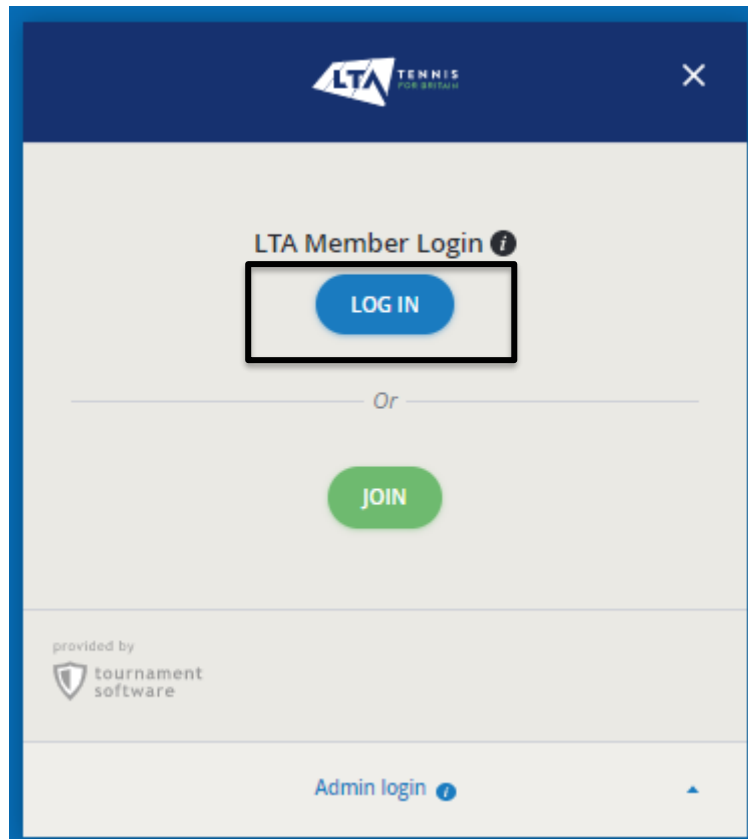 LTA TENNIS
FOR BRITAIN
LTA Member Login i
LOG IN
Or
JOIN
provided by
tournament
software
Admin login i